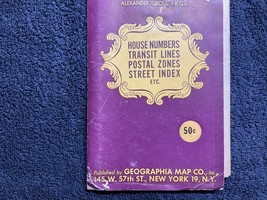 ALEXANDER GROSS, F.R.G.S.
HOUSE NUMBERS
TRANSIT LINES
POSTAL ZONES
STREET INDEX
ETC.
50c
Published by GEOGRAPHIA MAP CO., Inc.
145 W. 57th ST., NEW YORK 19, N.Y.